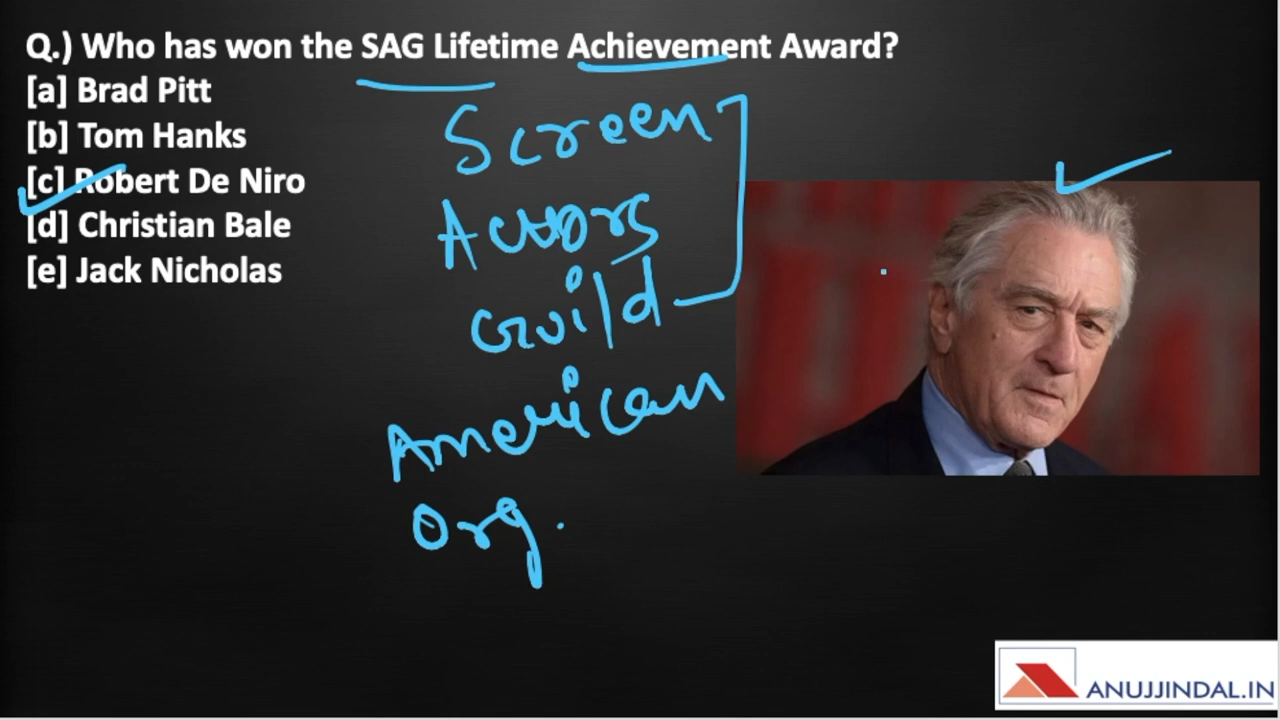 Q.) Who has won the SAG Lifetime Achievement Award?
[a] Brad Pitt
[b] Tom Hanks
[c] Robert De Niro
[d] Christian Bale
[e] Jack Nicholas
Screen
Actors
Guild
American
Org.
ANUJJINDAL.IN